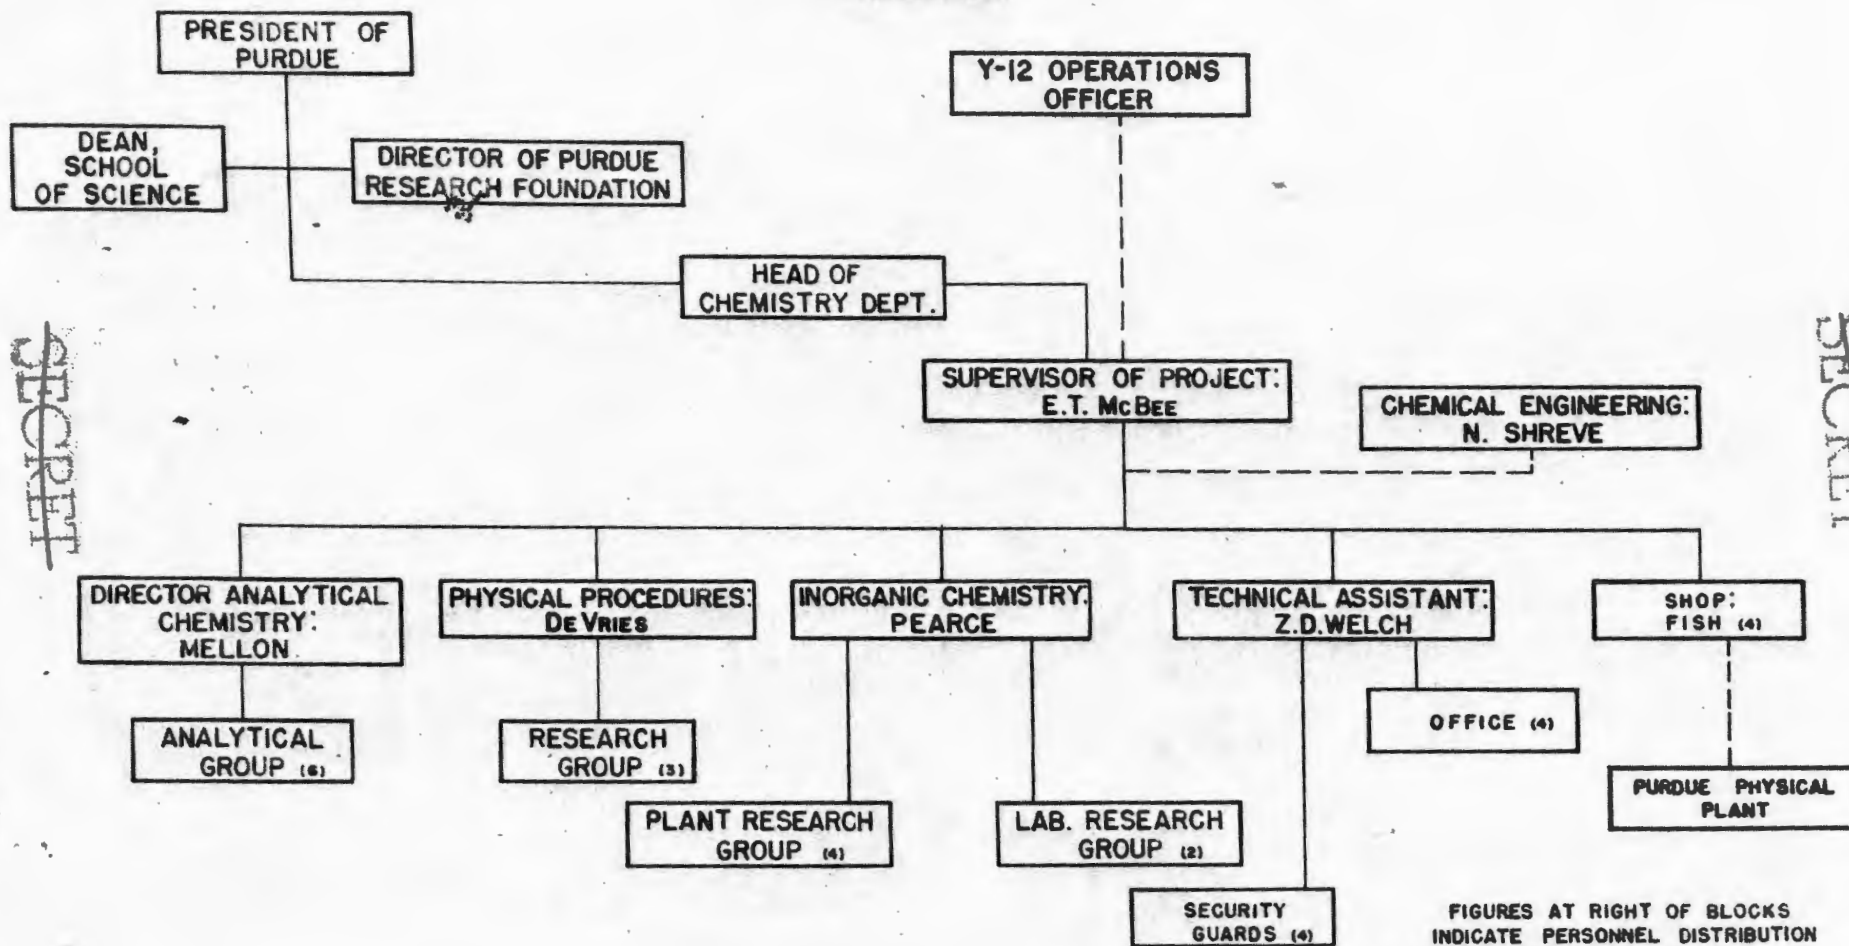 PRESIDENT OF
PURDUE
Y-12 OPERATIONS
OFFICER
DEAN,
SCHOOL
OF SCIENCE
DIRECTOR OF PURDUE
RESEARCH FOUNDATION
HEAD OF
CHEMISTRY DEPT.
SECRET
SECRET
SUPERVISOR OF PROJECT:
E.T. McBEE
CHEMICAL ENGINEERING:
N. SHREVE
DIRECTOR ANALYTICAL
CHEMISTRY:
MELLON
PHYSICAL PROCEDURES:
DEVRIES
INORGANIC CHEMISTRY:
PEARCE
TECHNICAL ASSISTANT:
Z.D.WELCH
SHOP:
FISH (4)
ANALYTICAL
GROUP (6)
RESEARCH
GROUP (3)
OFFICE (4)
PLANT RESEARCH
GROUP (4)
LAB. RESEARCH
GROUP (2)
PURDUE PHYSICAL
PLANT
SECURITY
GUARDS (4)
FIGURES AT RIGHT OF BLOCKS
INDICATE PERSONNEL DISTRIBUTION